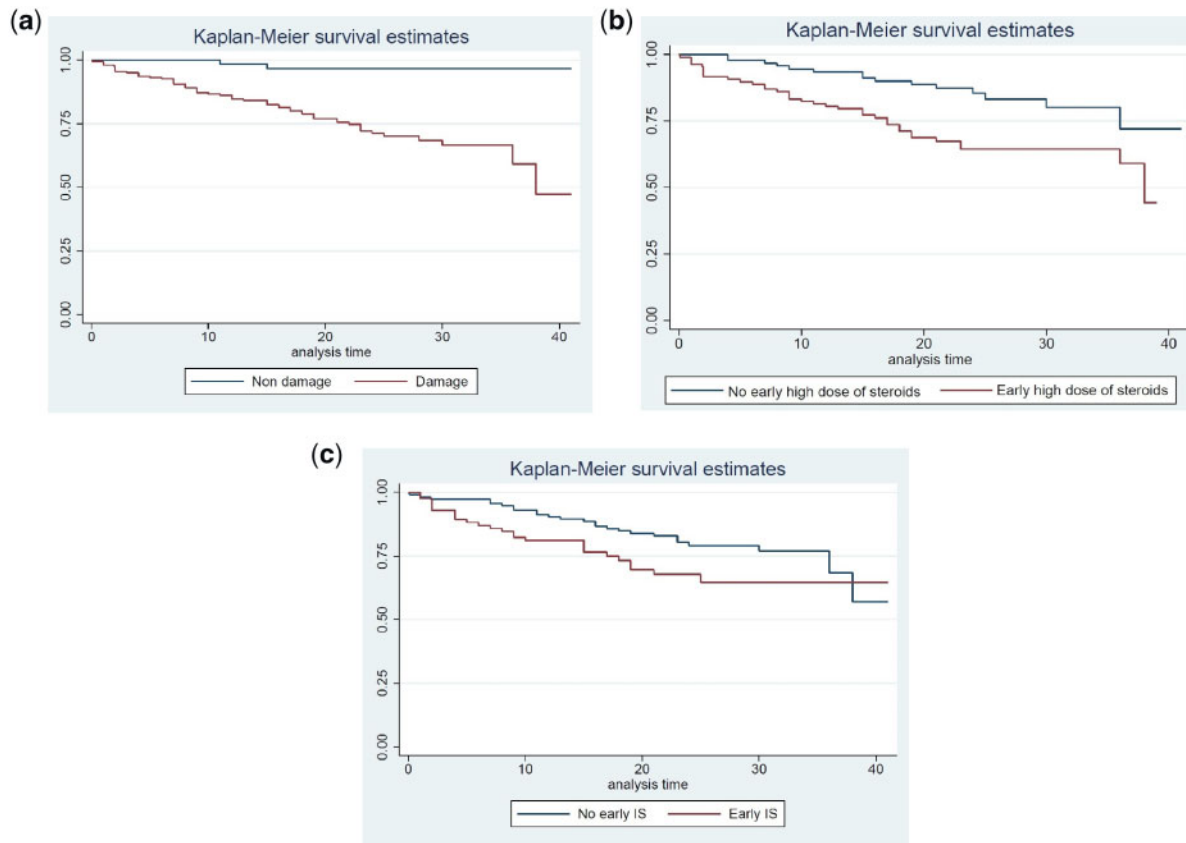 (a)
Kaplan-Meier survival estimates
1.00
0.75
0.50
0.25
0.00
0 10 20 30 40
analysis time
Non damage Damage
(b)
Kaplan-Meier survival estimates
1.00
0.75
0.50
0.25
0.00
0 10 20 30 40
analysis time
No early high dose of steroids Early high dose of steroids
(c)
Kaplan-Meier survival estimates
1.00
0.75
0.50
0.25
0.00
0 10 20 30 40
analysis time
No early IS Early IS